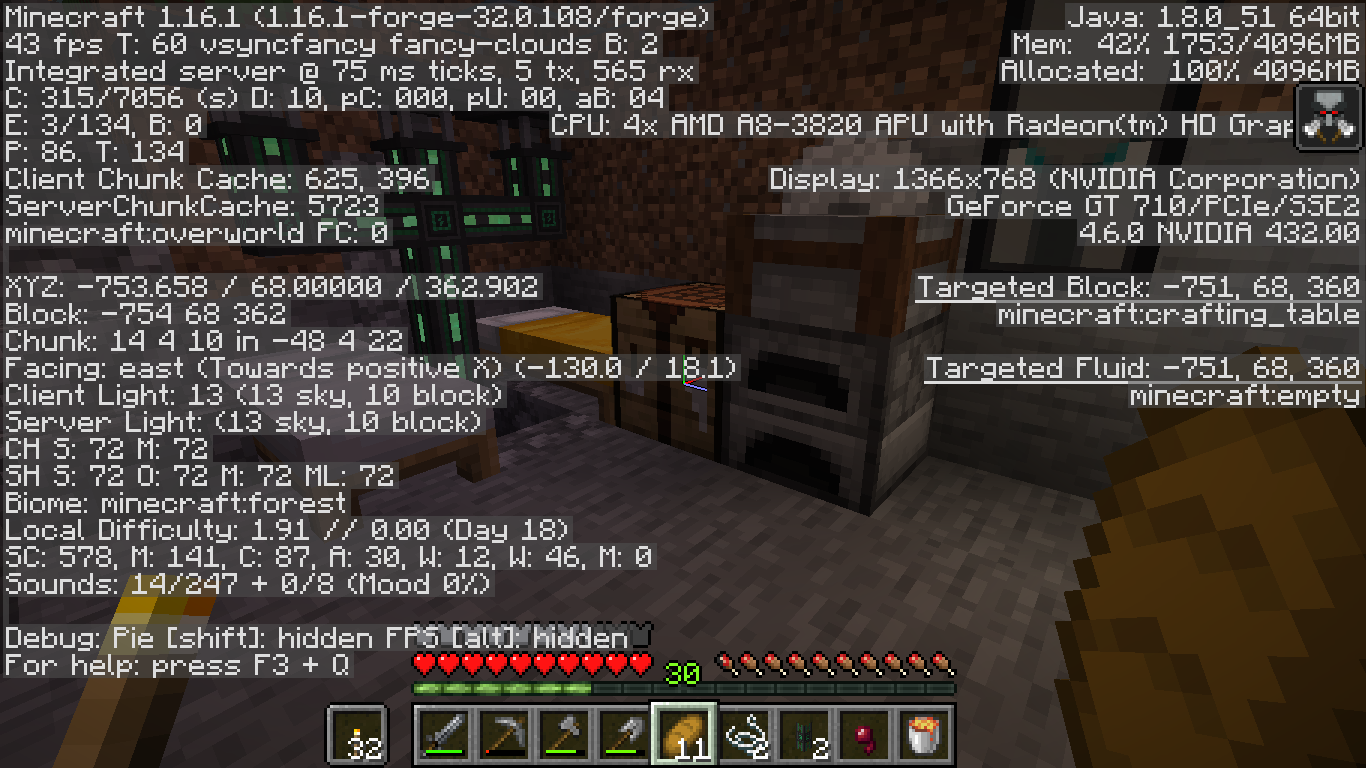 Minecraft 1.16.1 (1.16.1-forge-32.0.108/forge)
43 fps T: 60 vsyncfancy fancy-clouds B: 2
Integrated server @ 75 ms ticks, 5 tx, 565 rx
C: 315/7056 (s) D: 10, pC: 000, pU: 00, aB: 04
E: 3/134, B: 0
P: 86. T: 134
Client Chunk Cache: 625, 396
ServerChunkCache: 5723
minecraft:overworld FC: 0
XYZ: -753.658 / 68.00000 / 362.902
Block: -754 68 362
Chunk: 14 4 10 in -48 4 22
Facing: east (Towards positive X) (-130.0 / 18.1)
Client Light: 13 (13 sky, 10 block)
Server Light: (13 sky, 10 block)
CH S: 72 M: 72
SH S: 72 O: 72 M: 72 ML: 72
Biome: minecraft:forest
Local Difficulty: 1.91 // 0.00 (Day 18)
SC: 578, M: 141, C: 87, A: 30, W: 12, W: 46, M: 0
Sounds: 14/247 + 0/8 (Mood 0%)
Debug: Pie [shift]: hidden FPS [alt]: hidden
For help: press F3 + Q
Java: 1.8.0_51 64bit
Mem: 42% 1753/4096MB
Allocated: 100% 4096MB
CPU: 4x AMD A8-3820 APU with Radeon(tm) HD Grap
Display: 1366x768 (NVIDIA Corporation)
GeForce GT 710/PCIe/SSE2
4.6.0 NVIDIA 432.00
Targeted Block: -751, 68, 360
minecraft:crafting_table
Targeted Fluid: -751, 68, 360
minecraft:empty
30
32
11
2
2